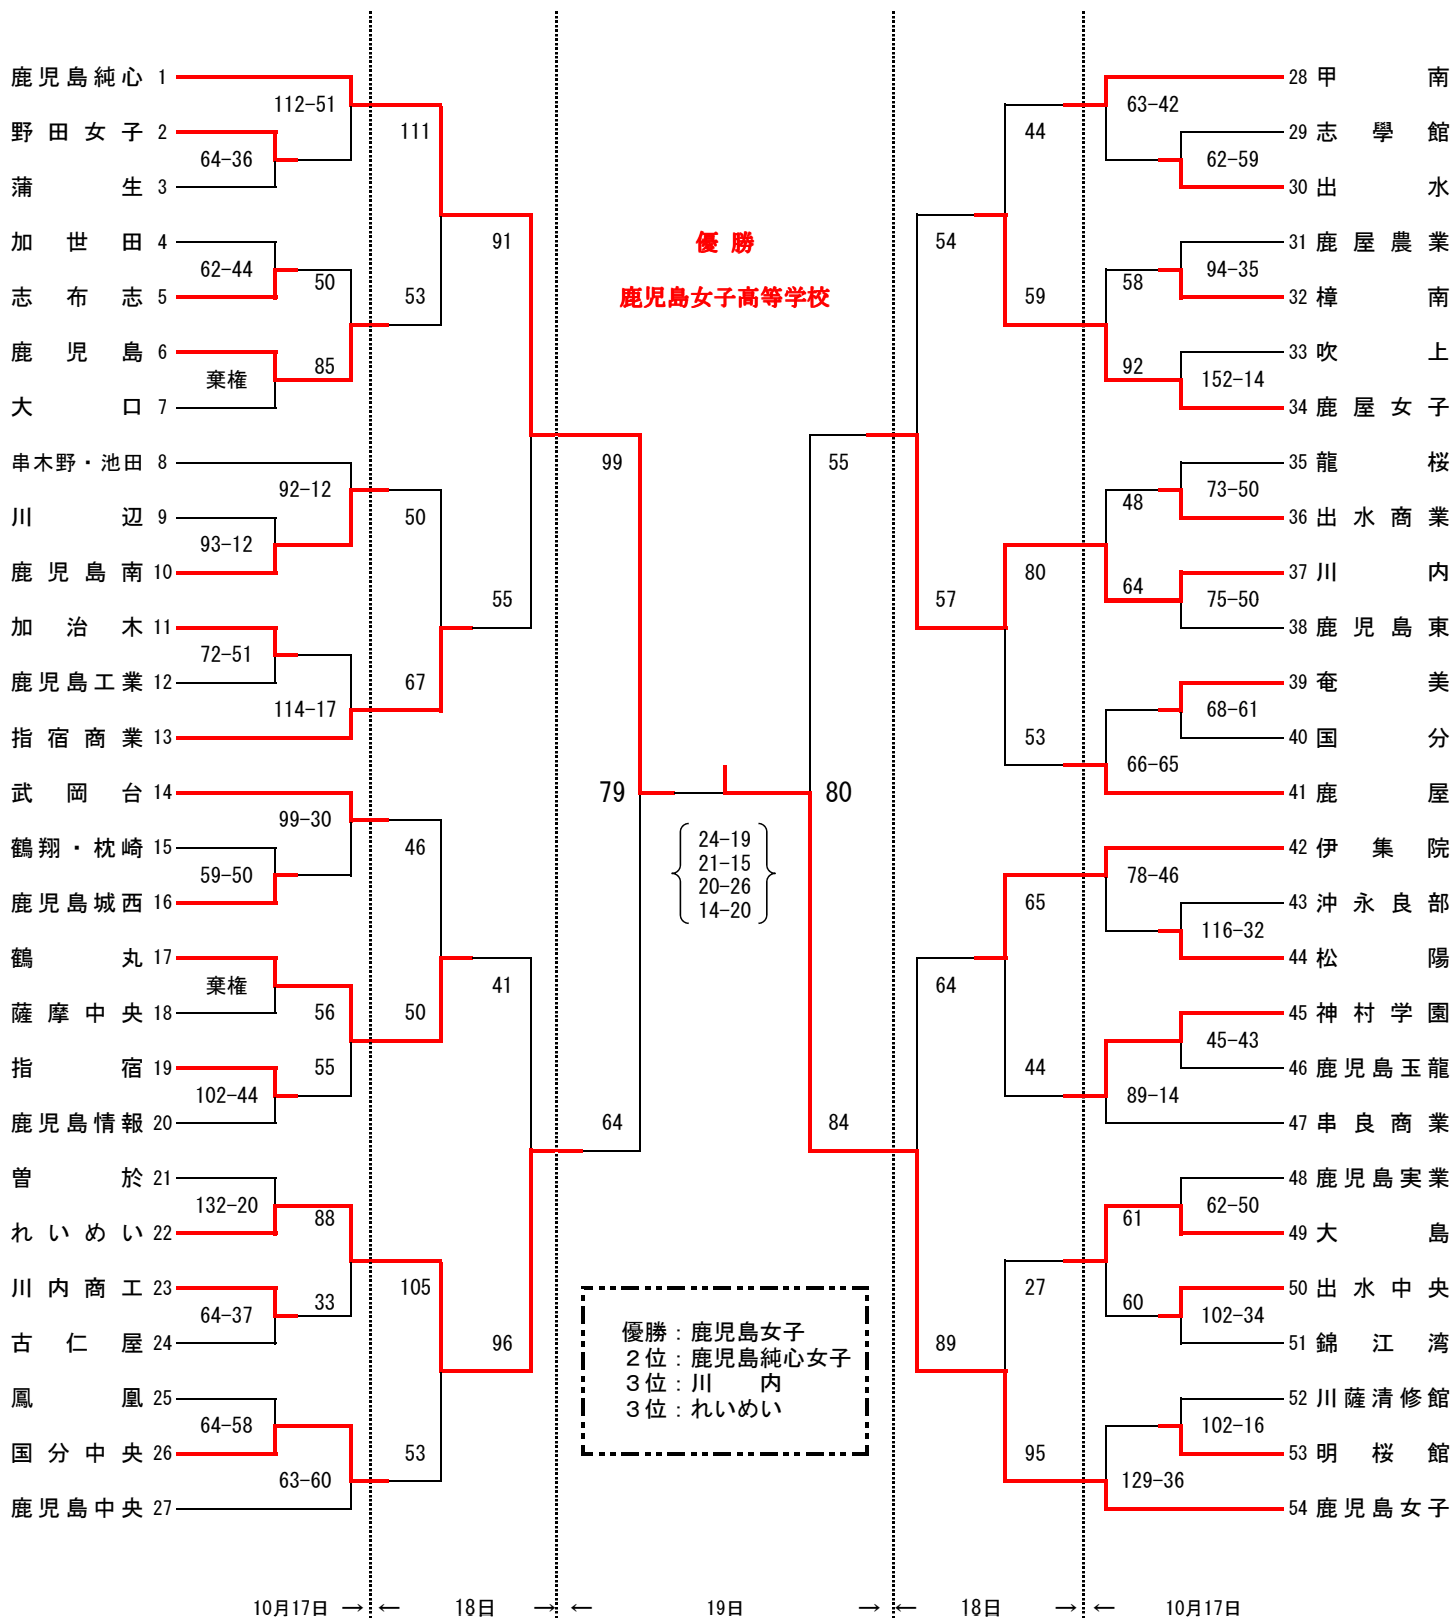 鹿児島純心 1
112-51
野田女子 2
64-36
蒲生 3
加世田 4
62-44
志布志 5
50
鹿児島 6
棄権
85
大口 7
串木野・池田 8
92-12
川辺 9
93-12
鹿児島南 10
加治木 11
72-51
鹿児島工業 12
114-17
指宿商業 13
武岡台 14
99-30
鶴翔・枕崎 15
59-50
鹿児島城西 16
鶴丸 17
棄権
薩摩中央 18
56
指宿 19
55
102-44
鹿児島情報 20
曽於 21
132-20
れいめい 22
88
川内商工 23
64-37
33
古仁屋 24
鳳凰 25
64-58
国分中央 26
63-60
鹿児島中央 27
111
53
50
67
46
50
105
53
91
55
41
96
99
64
優勝
鹿児島女子高等学校
79
80
24-19
21-15
20-26
14-20
優勝:鹿児島女子
2位:鹿児島純心女子
3位:川内
3位:れいめい
55
84
54
57
64
89
44
59
80
53
65
44
27
95
28 甲南
63-42
29 志學館
62-59
30 出水
31 鹿屋農業
94-35
58
32 樟南
33 吹上
92
152-14
34 鹿屋女子
35 龍桜
73-50
48
36 出水商業
37 川内
64
75-50
38 鹿児島東
39 奄美
68-61
40 国分
66-65
41 鹿屋
42 伊集院
78-46
43 沖永良部
116-32
44 松陽
45 神村学園
45-43
46 鹿児島玉龍
89-14
47 串良商業
48 鹿児島実業
62-50
61
49 大島
50 出水中央
60
102-34
51 錦江湾
52 川薩清修館
102-16
53 明桜館
129-36
54 鹿児島女子
10月17日 → ← 18日 → ← 19日 → ← 18日 → ← 10月17日